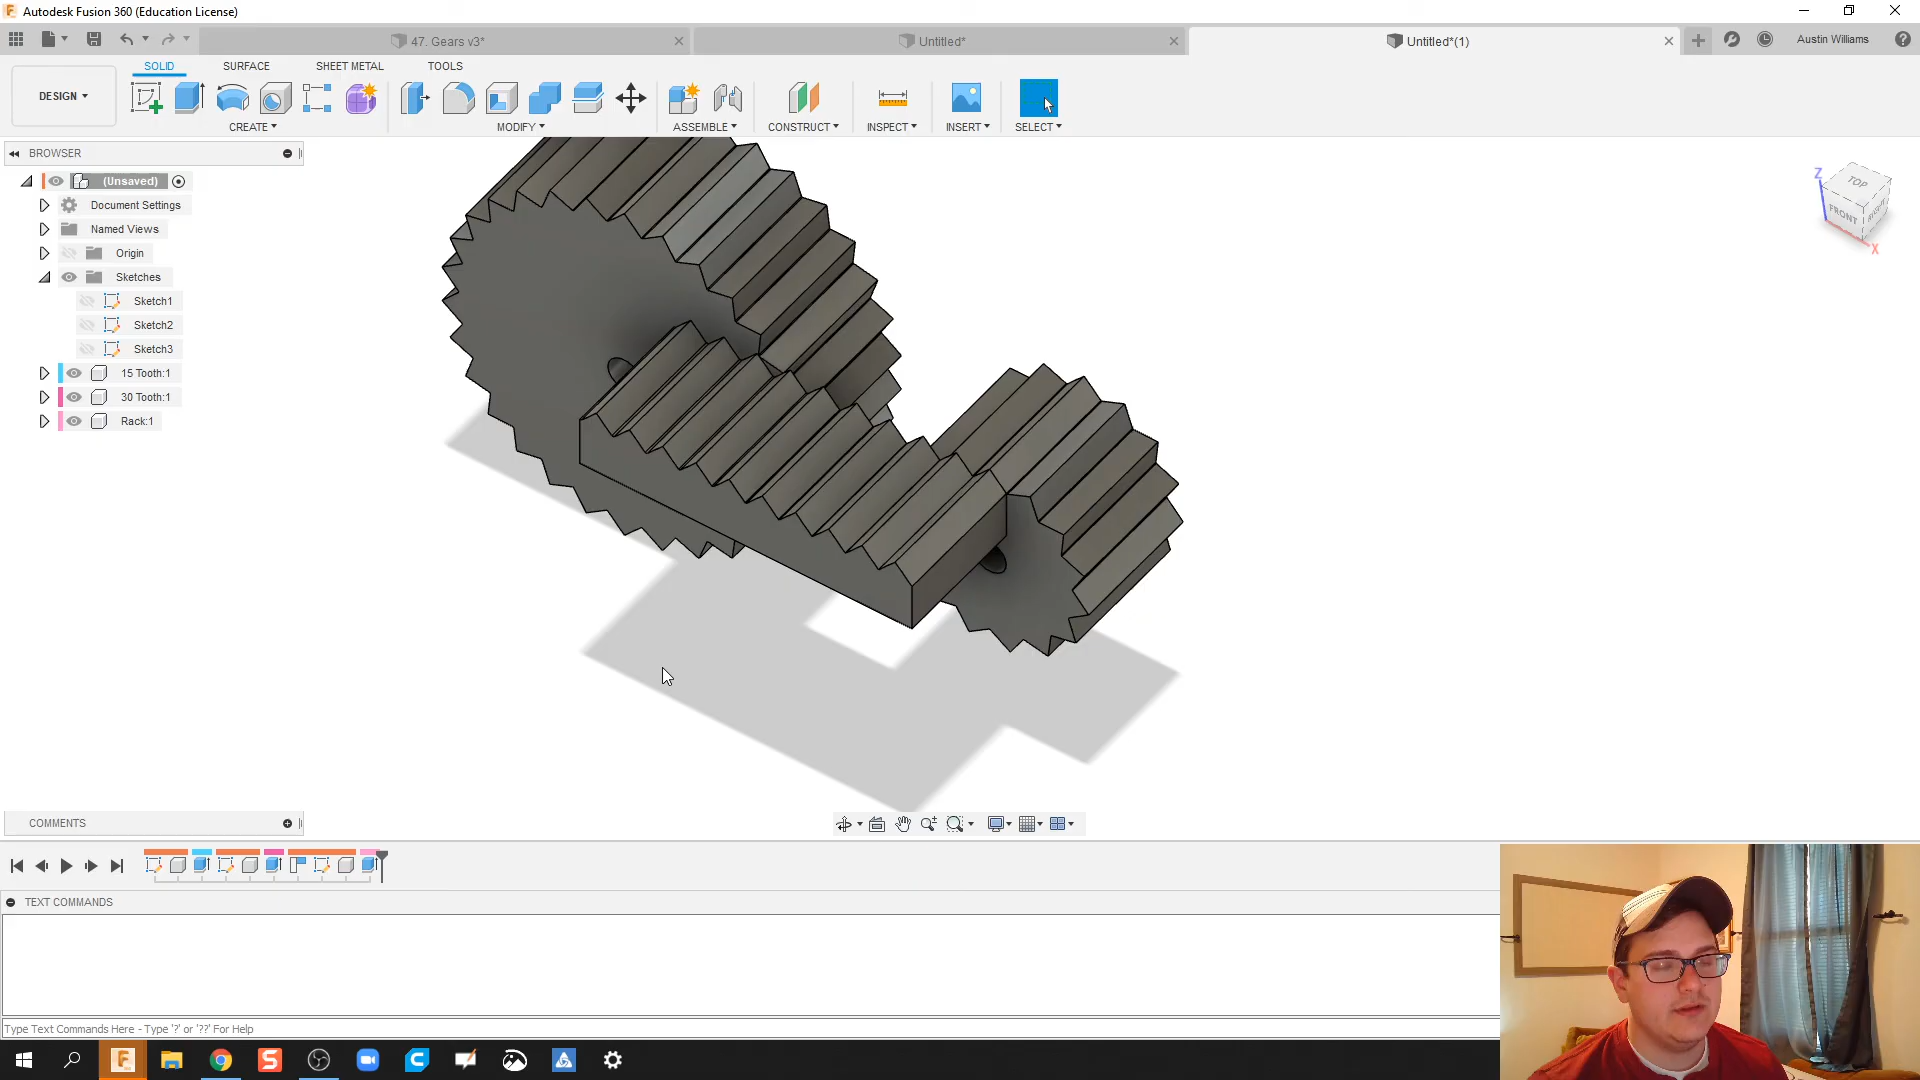 Autodesk Fusion 360 (Education License)
47. Gears v3*
Untitled*
Untitled*(1)
Austin Williams
DESIGN
SOLID
SURFACE
SHEET METAL
TOOLS
CREATE
MODIFY
ASSEMBLE
CONSTRUCT
INSPECT
INSERT
SELECT
BROWSER
(Unsaved)
Document Settings
Named Views
Origin
Sketches
Sketch1
Sketch2
Sketch3
15 Tooth:1
30 Tooth:1
Rack:1
Z
TOP
FRONT
X
COMMENTS
TEXT COMMANDS
Type Text Commands Here - Type '?' or '??' For Help